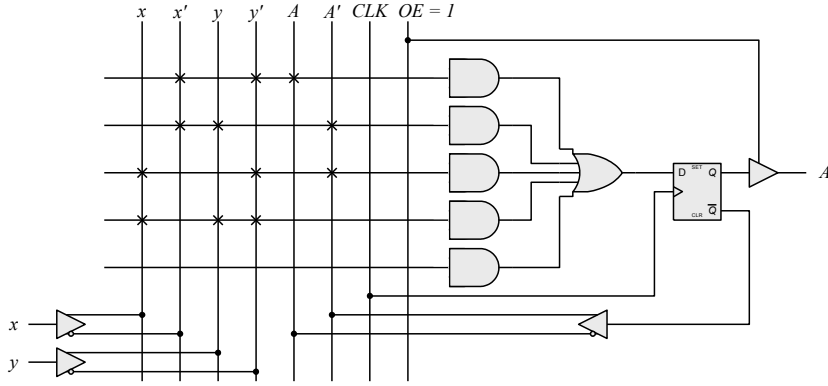 x x′ y y′ A A′ CLK OE = 1
SET
D Q
A
CLR Q̅
x
y